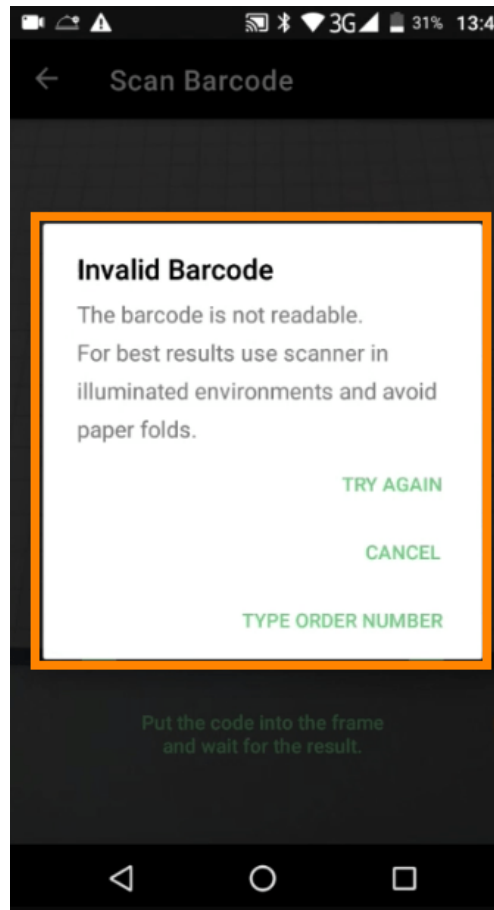 3G 31% 13:4
Scan Barcode
Invalid Barcode
The barcode is not readable.
For best results use scanner in
illuminated environments and avoid
paper folds.
TRY AGAIN
CANCEL
TYPE ORDER NUMBER
Put the code into the frame
and wait for the result.